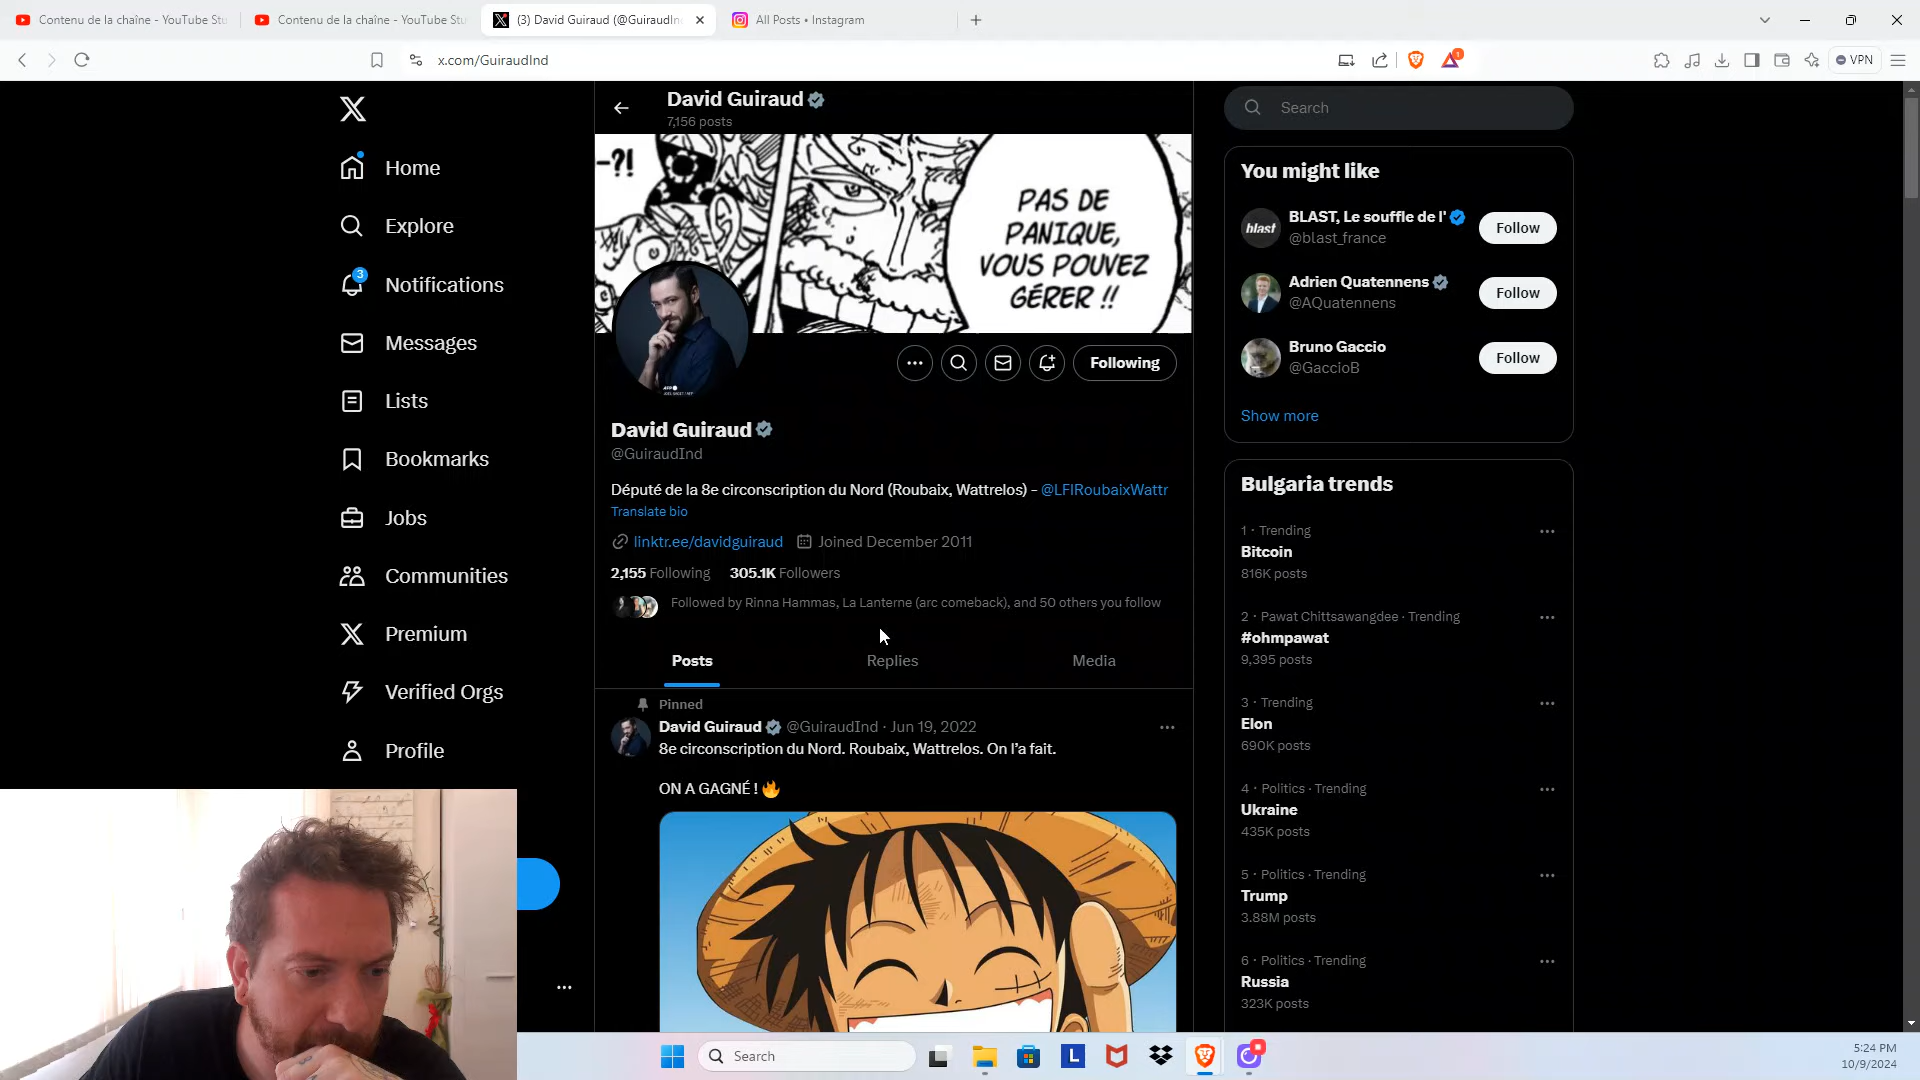 Contenu de la chaîne - YouTube Stu
Contenu de la chaîne - YouTube Stu
(3) David Guiraud (@GuiraudInd
All Posts • Instagram
x.com/GuiraudInd
1
VPN
David Guiraud
7,156 posts
-?!
PAS DE
PANIQUE,
VOUS POUVEZ
GÉRER !!
Home
Explore
3
Notifications
Messages
Lists
Bookmarks
Jobs
Communities
Premium
Verified Orgs
Profile
Following
David Guiraud
@GuiraudInd
Député de la 8e circonscription du Nord (Roubaix, Wattrelos) - @LFIRoubaixWattr
Translate bio
linktr.ee/davidguiraud Joined December 2011
2,155 Following 305.1K Followers
Followed by Rinna Hammas, La Lanterne (arc comeback), and 50 others you follow
Posts
Replies
Media
Pinned
David Guiraud @GuiraudInd · Jun 19, 2022
8e circonscription du Nord. Roubaix, Wattrelos. On l'a fait.
ON A GAGNÉ ! 🔥
Search
You might like
blast
BLAST, Le souffle de l'
@blast_france
Follow
Adrien Quatennens
@AQuatennens
Follow
Bruno Gaccio
@GaccioB
Follow
Show more
Bulgaria trends
1 · Trending
Bitcoin
816K posts
2 · Pawat Chittsawangdee · Trending
#ohmpawat
9,395 posts
3 · Trending
Elon
690K posts
4 · Politics · Trending
Ukraine
435K posts
5 · Politics · Trending
Trump
3.88M posts
6 · Politics · Trending
Russia
323K posts
Search
L
5:24 PM
10/9/2024